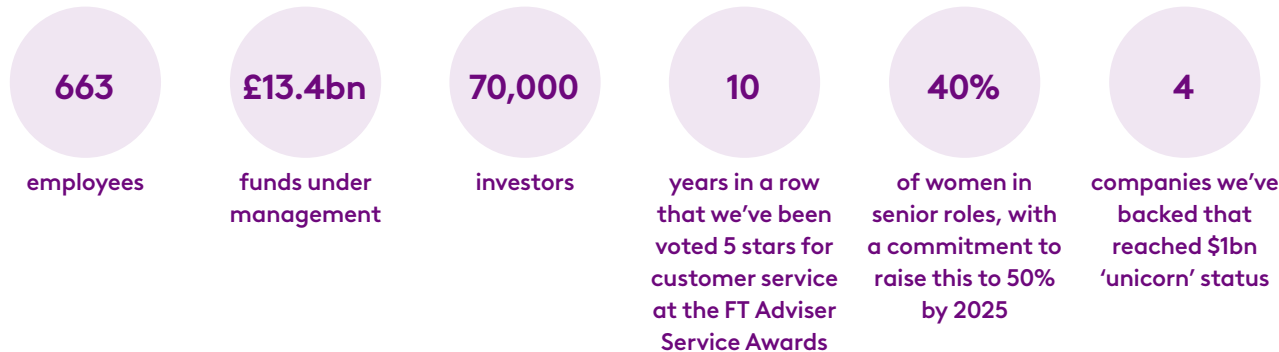 663
employees
£13.4bn
funds under
management
70,000
investors
10
years in a row
that we’ve been
voted 5 stars for
customer service
at the FT Adviser
Service Awards
40%
of women in
senior roles, with
a commitment to
raise this to 50%
by 2025
4
companies we’ve
backed that
reached $1bn
‘unicorn’ status